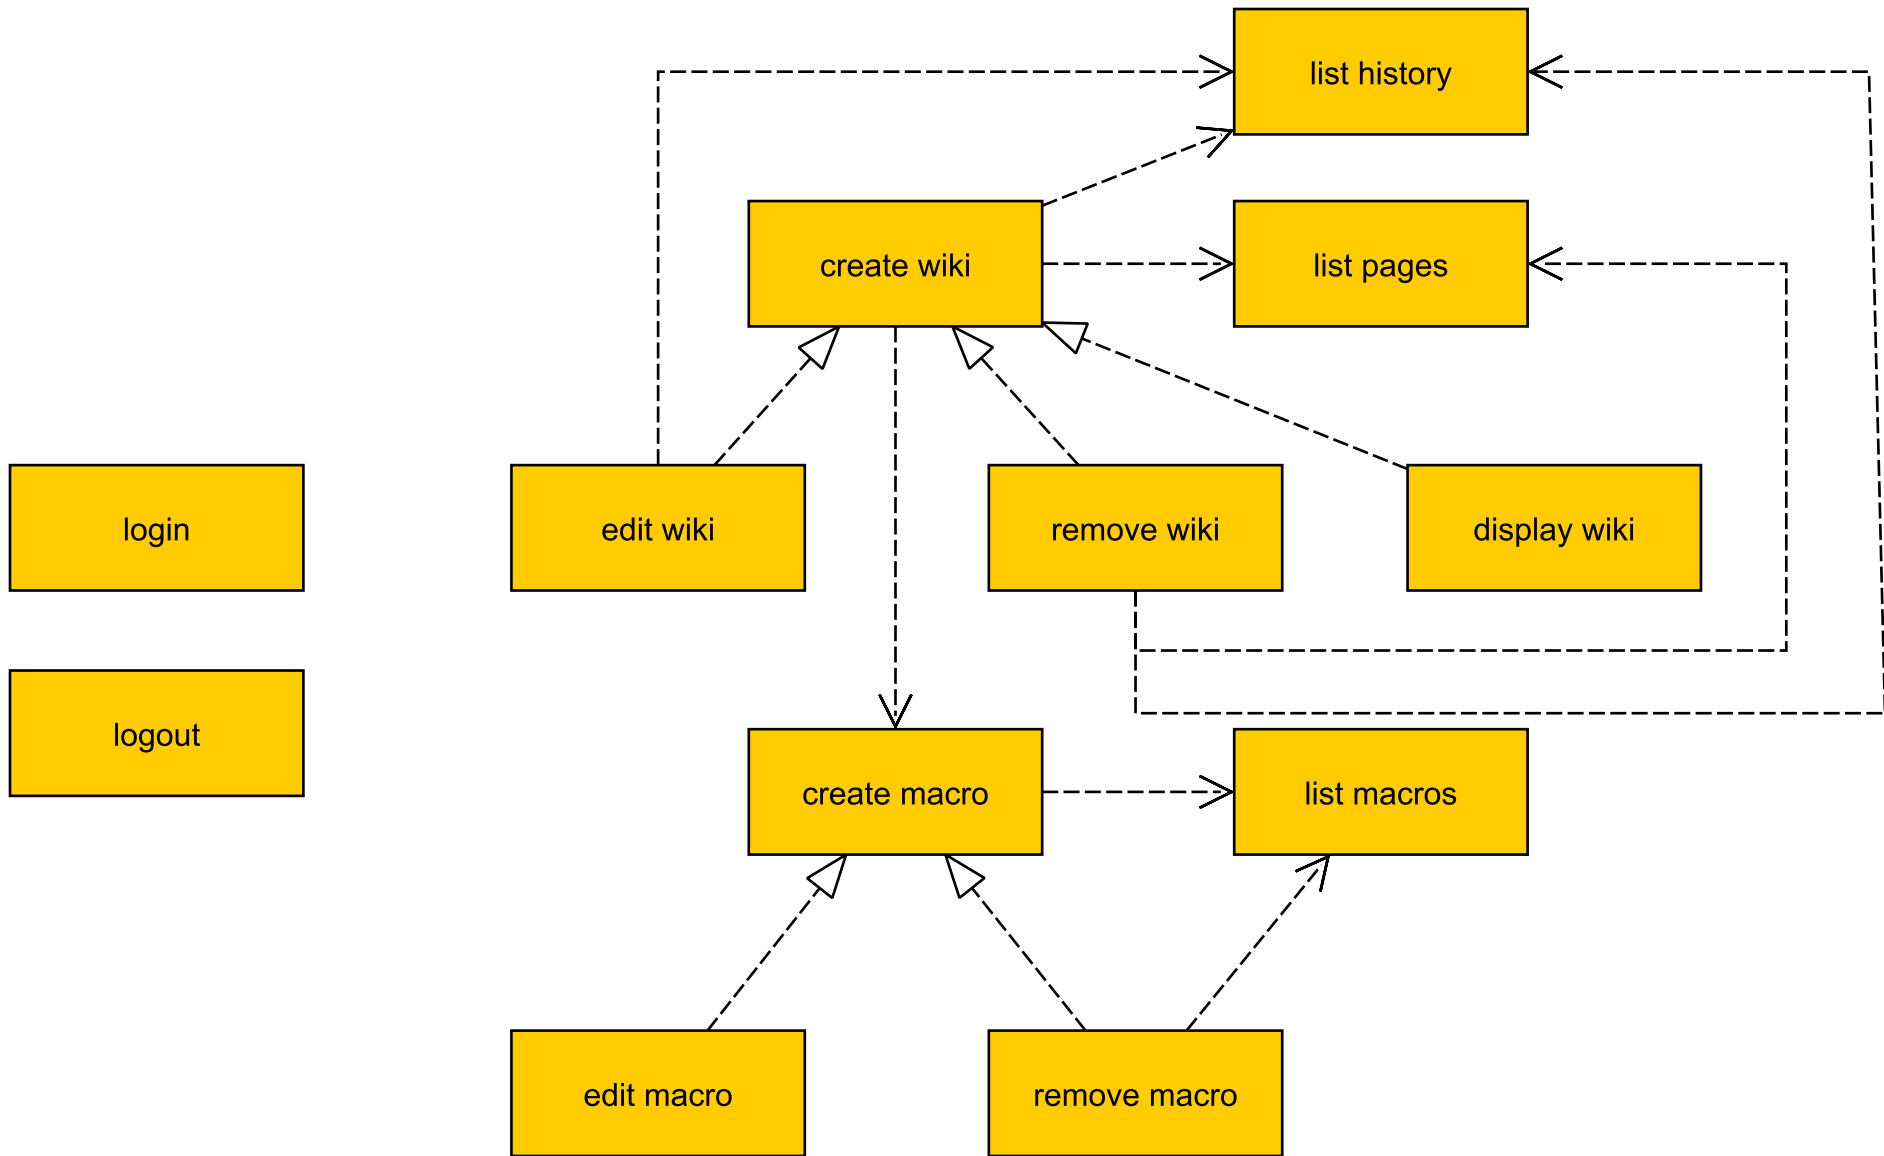 list history
create wiki
list pages
login
edit wiki
remove wiki
display wiki
logout
create macro
list macros
edit macro
remove macro